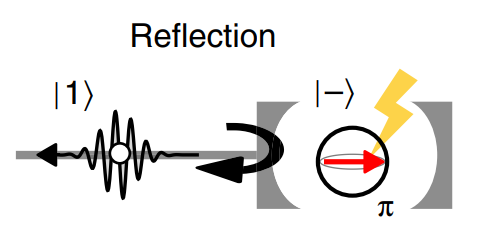 Reflection
|1⟩
|−⟩
π